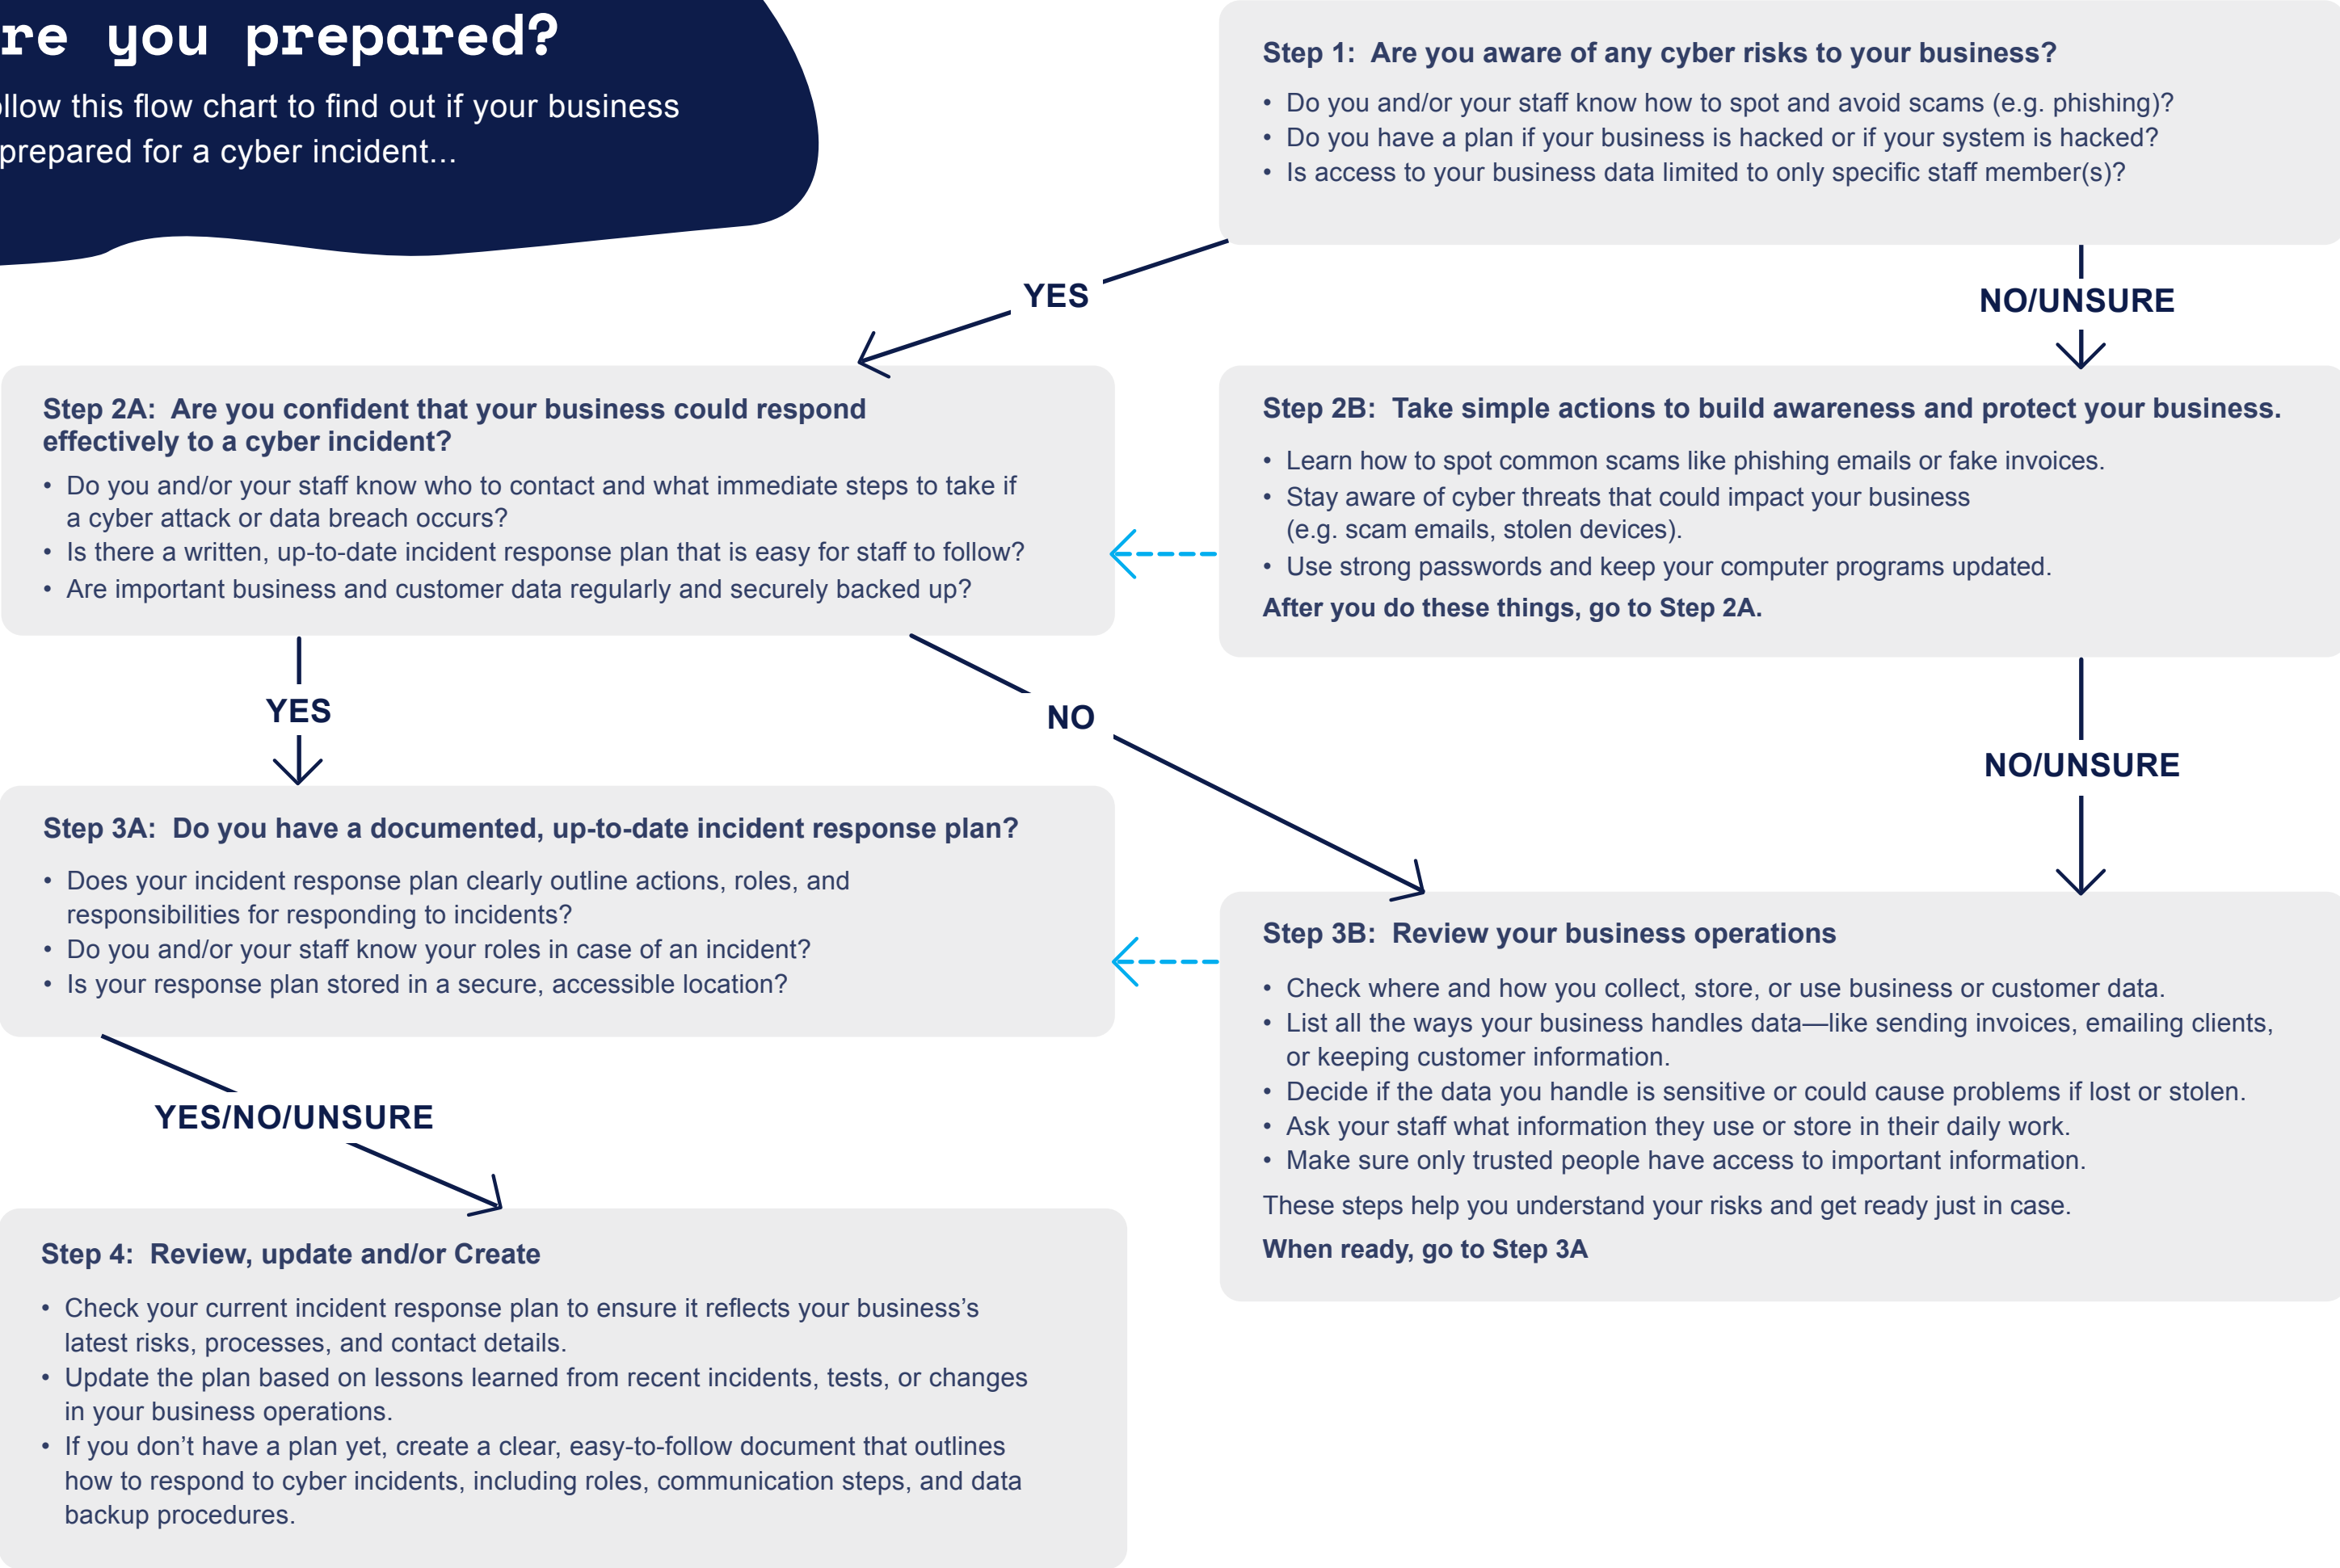 re you prepared?
llow this flow chart to find out if your business
prepared for a cyber incident...
Step 1: Are you aware of any cyber risks to your business?
• Do you and/or your staff know how to spot and avoid scams (e.g. phishing)?
• Do you have a plan if your business is hacked or if your system is hacked?
• Is access to your business data limited to only specific staff member(s)?
YES
NO/UNSURE
Step 2A: Are you confident that your business could respond
effectively to a cyber incident?
• Do you and/or your staff know who to contact and what immediate steps to take if
a cyber attack or data breach occurs?
• Is there a written, up-to-date incident response plan that is easy for staff to follow?
• Are important business and customer data regularly and securely backed up?
Step 2B: Take simple actions to build awareness and protect your business.
• Learn how to spot common scams like phishing emails or fake invoices.
• Stay aware of cyber threats that could impact your business
(e.g. scam emails, stolen devices).
• Use strong passwords and keep your computer programs updated.
After you do these things, go to Step 2A.
YES
NO
NO/UNSURE
Step 3A: Do you have a documented, up-to-date incident response plan?
• Does your incident response plan clearly outline actions, roles, and
responsibilities for responding to incidents?
• Do you and/or your staff know your roles in case of an incident?
• Is your response plan stored in a secure, accessible location?
Step 3B: Review your business operations
• Check where and how you collect, store, or use business or customer data.
• List all the ways your business handles data—like sending invoices, emailing clients,
or keeping customer information.
• Decide if the data you handle is sensitive or could cause problems if lost or stolen.
• Ask your staff what information they use or store in their daily work.
• Make sure only trusted people have access to important information.
These steps help you understand your risks and get ready just in case.
When ready, go to Step 3A
YES/NO/UNSURE
Step 4: Review, update and/or Create
• Check your current incident response plan to ensure it reflects your business’s
latest risks, processes, and contact details.
• Update the plan based on lessons learned from recent incidents, tests, or changes
in your business operations.
• If you don’t have a plan yet, create a clear, easy-to-follow document that outlines
how to respond to cyber incidents, including roles, communication steps, and data
backup procedures.